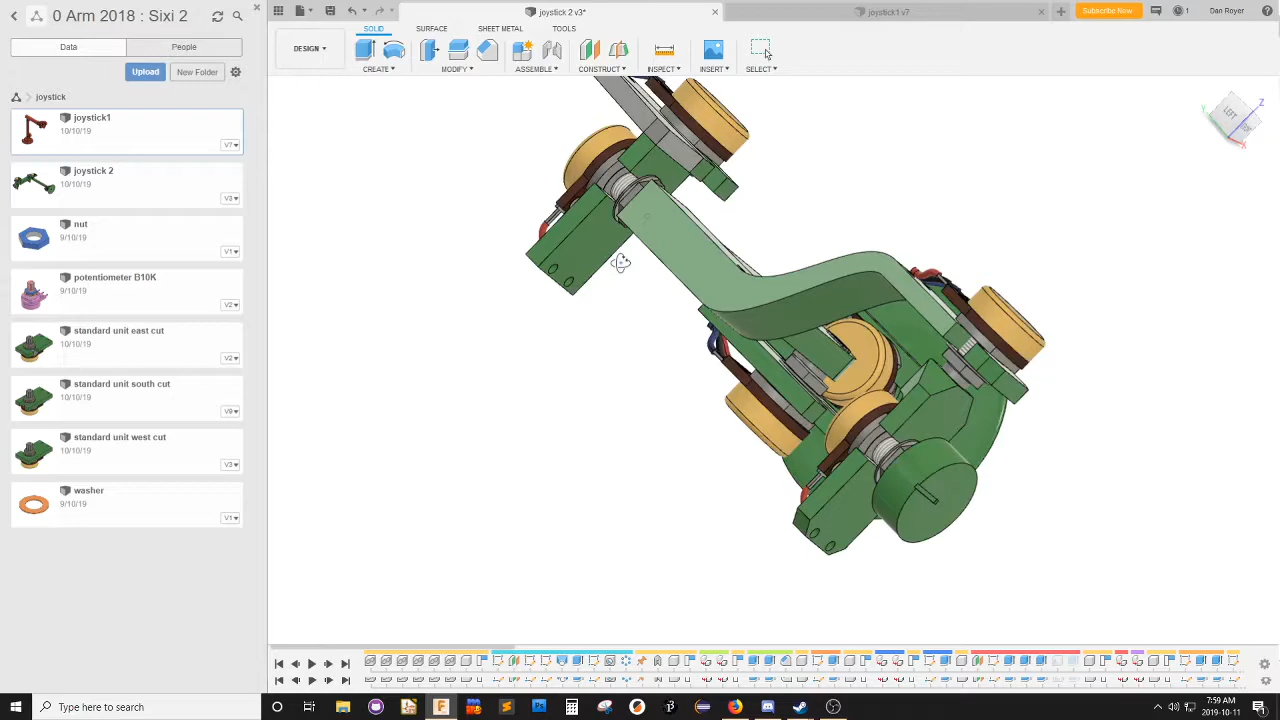 0 Arm 2018 : Sixi 2
joystick 2 v3*
joystick1 v7
Subscribe Now
1
Dan Royer
Data
People
SOLID
SURFACE
SHEET METAL
TOOLS
DESIGN
Upload
New Folder
CREATE
MODIFY
ASSEMBLE
CONSTRUCT
INSPECT
INSERT
SELECT
joystick
joystick1
10/10/19
V7
joystick 2
10/10/19
V3
nut
9/10/19
V1
potentiometer B10K
9/10/19
V2
standard unit east cut
10/10/19
V2
standard unit south cut
10/10/19
V9
standard unit west cut
10/10/19
V3
washer
9/10/19
V1
LEFT
Z
Y
X
Type here to search
7:59 AM
2019-10-11